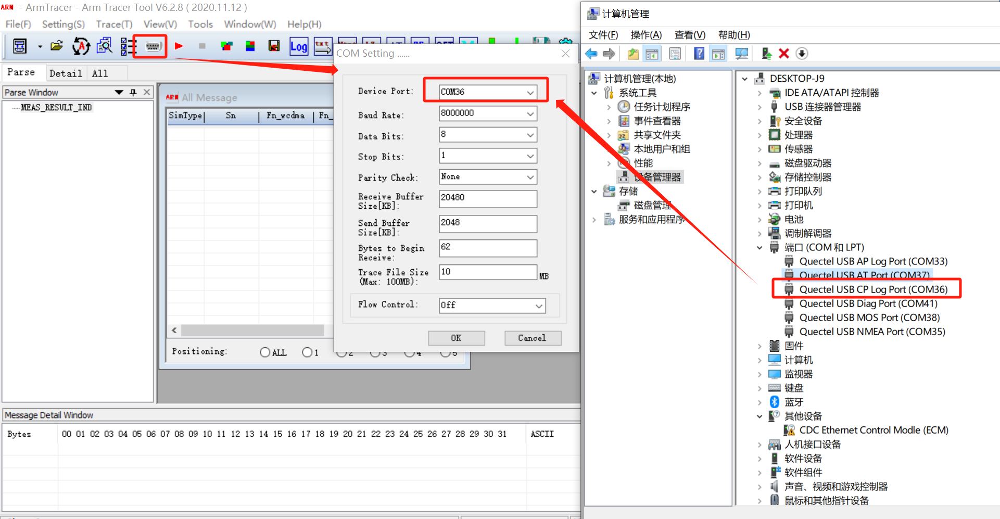 ARM - ArmTracer - Arm Tracer Tool V6.2.8 ( 2020.11.12 )
File(F) Setting(S) Trace(T) View(V) Tools Window(W) Help(H)
Log txt
Parse Detail All
Parse Window
MEAS_RESULT_IND
ARM All Message
SimType Sn Fn_wcdma Fn_
Positioning: ALL 1 2 3 4 5
COM Setting ......
Device Port: COM36
Baud Rate: 8000000
Data Bits: 8
Stop Bits: 1
Parity Check: None
Receive Buffer
Size[KB]: 20480
Send Buffer
Size[KB]: 2048
Bytes to Begin
Receive: 62
Trace File Size
(Max: 100MB): 10 MB
Flow Control: Off
OK Cancel
Message Detail Window
Bytes 00 01 02 03 04 05 06 07 08 09 10 11 12 13 14 15 16 17 18 19 20 21 22 23 24 25 26 27 28 29 30 31 ASCII
计算机管理
文件(F) 操作(A) 查看(V) 帮助(H)
计算机管理(本地)
系统工具
任务计划程序
事件查看器
共享文件夹
本地用户和组
性能
设备管理器
存储
磁盘管理
服务和应用程序
DESKTOP-J9
IDE ATA/ATAPI 控制器
USB 连接器管理器
安全设备
处理器
传感器
磁盘驱动器
存储控制器
打印队列
打印机
电池
调制解调器
端口 (COM 和 LPT)
Quectel USB AP Log Port (COM33)
Quectel USB AT Port (COM37)
Quectel USB CP Log Port (COM36)
Quectel USB Diag Port (COM41)
Quectel USB MOS Port (COM38)
Quectel USB NMEA Port (COM35)
固件
计算机
监视器
键盘
蓝牙
其他设备
CDC Ethernet Control Modle (ECM)
人机接口设备
软件设备
软件组件
声音、视频和游戏控制器
鼠标和其他指针设备